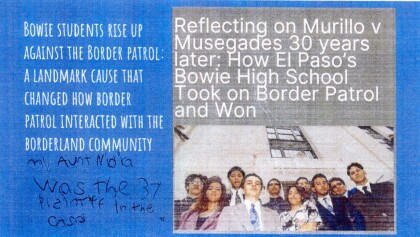 BOWIE STUDENTS RISE UP
AGAINST THE BORDER PATROL:
A LANDMARK CAUSE THAT
CHANGED HOW BORDER
PATROL INTERACTED WITH THE
BORDERLAND COMMUNITY
my Aunt Nidia
Was the 37
Plaintiff In the
Case
Reflecting on Murillo v
Musegades 30 years
later: How El Paso's
Bowie High School
Took on Border Patrol
and Won